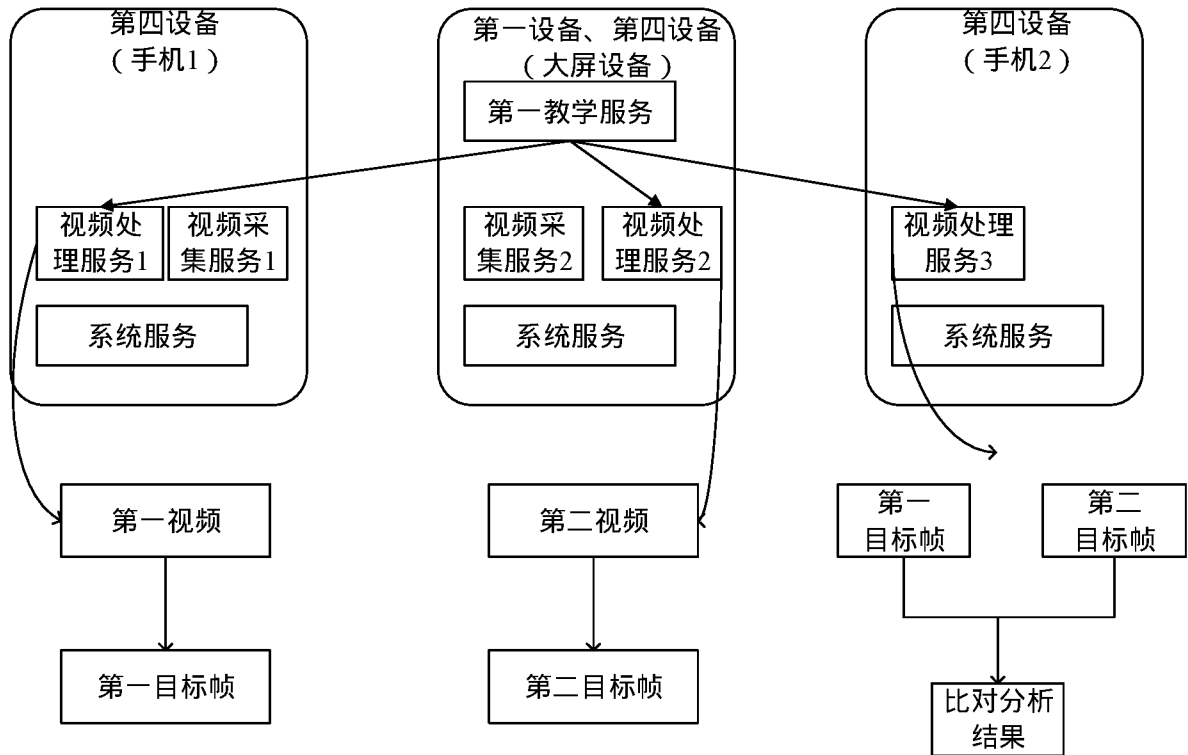 第四设备
（手机1）
第一设备、第四设备
（大屏设备）
第四设备
（手机2）
第一教学服务
视频处
理服务1
视频采
集服务1
视频采
集服务2
视频处
理服务2
视频处理
服务3
系统服务
系统服务
系统服务
第一视频
第二视频
第一
目标帧
第二
目标帧
第一目标帧
第二目标帧
比对分析
结果